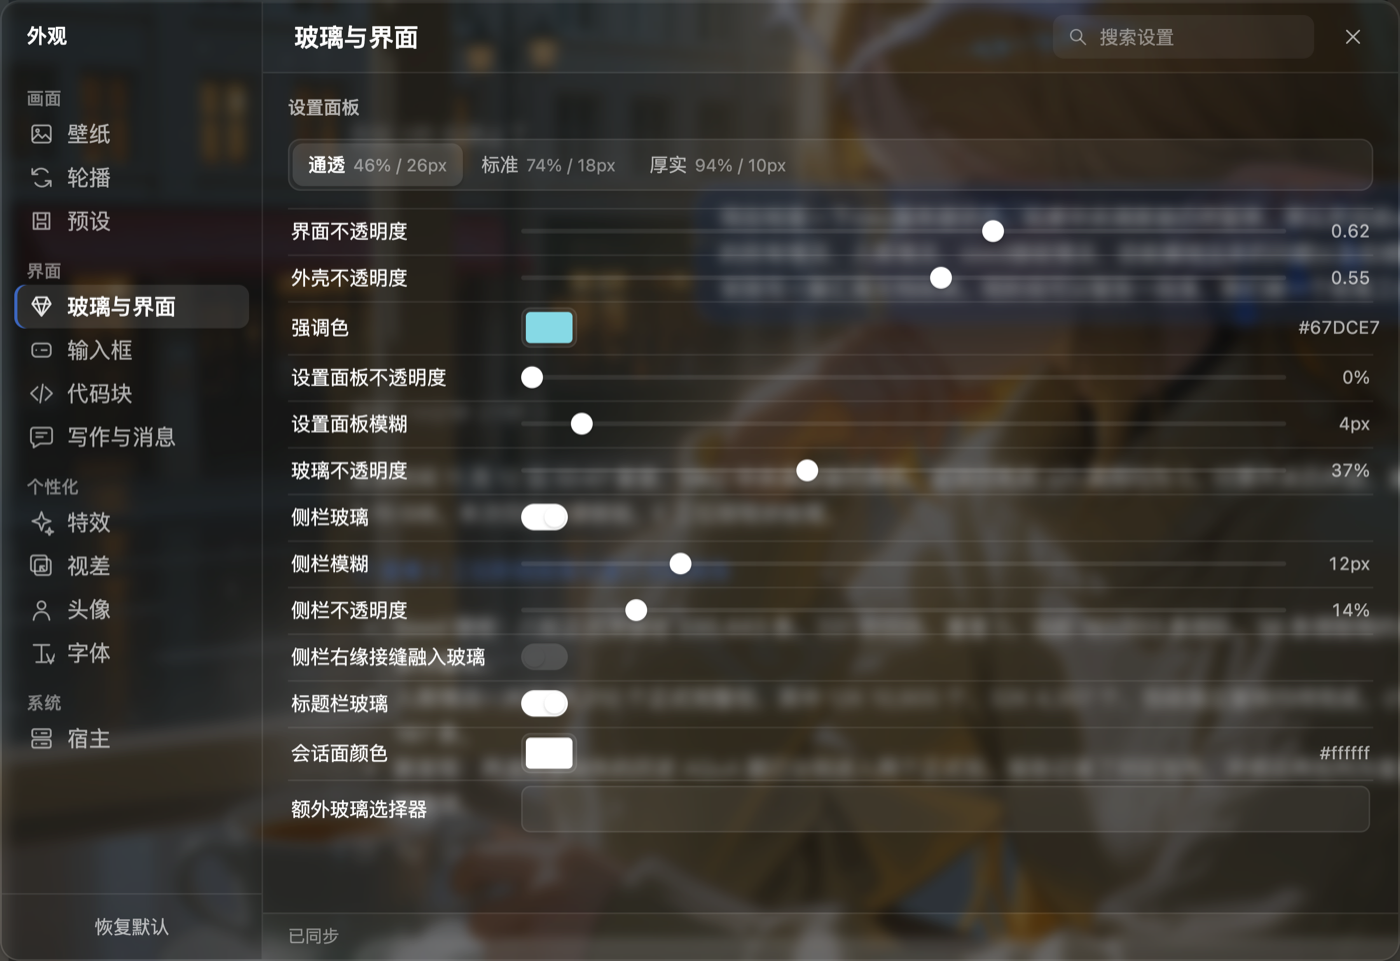 外观
画面
壁纸
轮播
预设
界面
玻璃与界面
输入框
代码块
写作与消息
个性化
特效
视差
头像
字体
系统
宿主
恢复默认
玻璃与界面
搜索设置
设置面板
通透 46% / 26px 标准 74% / 18px 厚实 94% / 10px
界面不透明度 0.62
外壳不透明度 0.55
强调色 #67DCE7
设置面板不透明度 0%
设置面板模糊 4px
玻璃不透明度 37%
侧栏玻璃
侧栏模糊 12px
侧栏不透明度 14%
侧栏右缘接缝融入玻璃
标题栏玻璃
会话面颜色 #ffffff
额外玻璃选择器
已同步